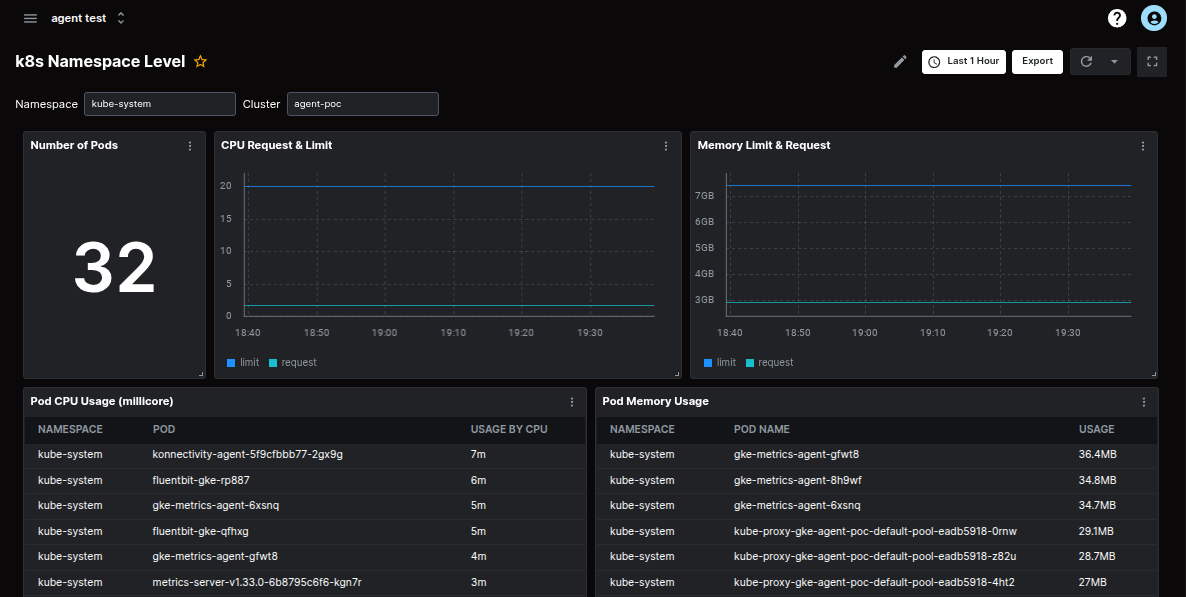 agent test
k8s Namespace Level
Last 1 Hour
Export
Namespace
kube-system
Cluster
agent-poc
Number of Pods
32
CPU Request & Limit
20
15
10
5
0
18:40 18:50 19:00 19:10 19:20 19:30
limit request
Memory Limit & Request
7GB
6GB
5GB
4GB
3GB
18:40 18:50 19:00 19:10 19:20 19:30
limit request
Pod CPU Usage (millicore)
NAMESPACE POD USAGE BY CPU
kube-system konnectivity-agent-5f9cfbbb77-2gx9g 7m
kube-system fluentbit-gke-rp887 6m
kube-system gke-metrics-agent-6xsnq 5m
kube-system fluentbit-gke-qfhxg 5m
kube-system gke-metrics-agent-gfwt8 4m
kube-system metrics-server-v1.33.0-6b8795c6f6-kgn7r 3m
Pod Memory Usage
NAMESPACE POD NAME USAGE
kube-system gke-metrics-agent-gfwt8 36.4MB
kube-system gke-metrics-agent-8h9wf 34.8MB
kube-system gke-metrics-agent-6xsnq 34.7MB
kube-system kube-proxy-gke-agent-poc-default-pool-eadb5918-0rnw 29.1MB
kube-system kube-proxy-gke-agent-poc-default-pool-eadb5918-z82u 28.7MB
kube-system kube-proxy-gke-agent-poc-default-pool-eadb5918-4ht2 27MB